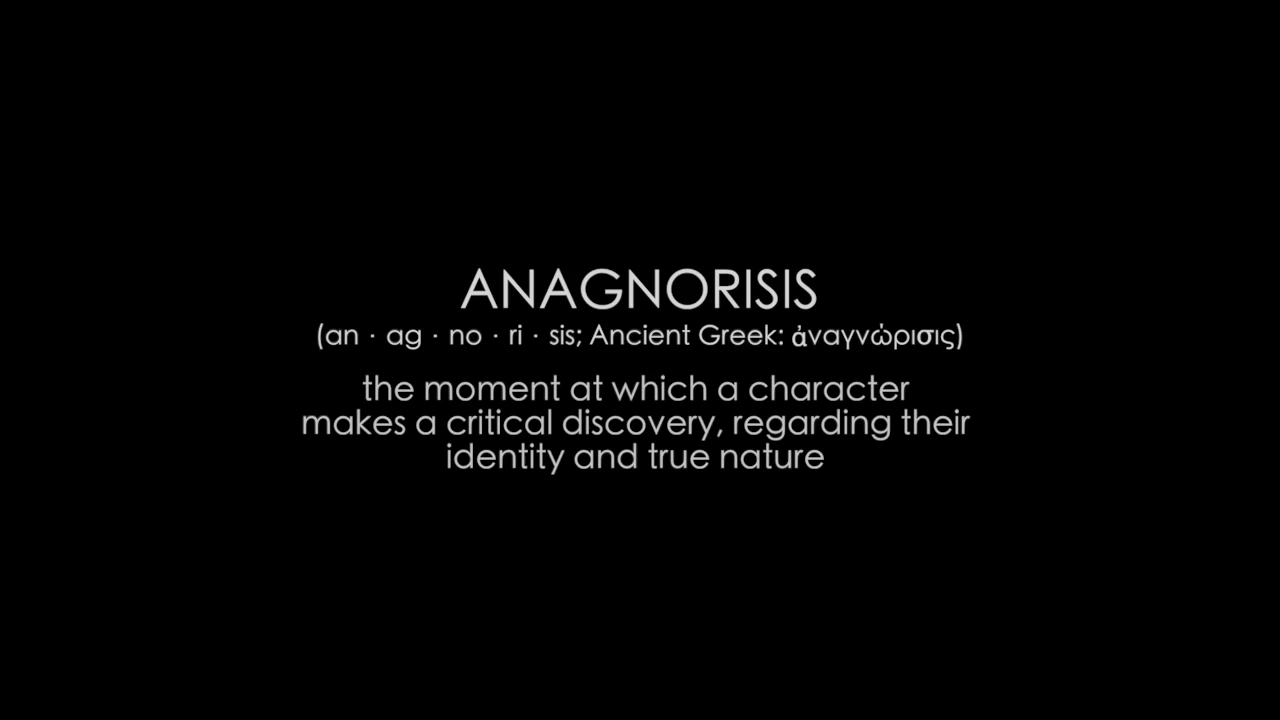 ANAGNORISIS
(an · ag · no · ri · sis; Ancient Greek: ἀναγνώρισις)
the moment at which a character
makes a critical discovery, regarding their
identity and true nature